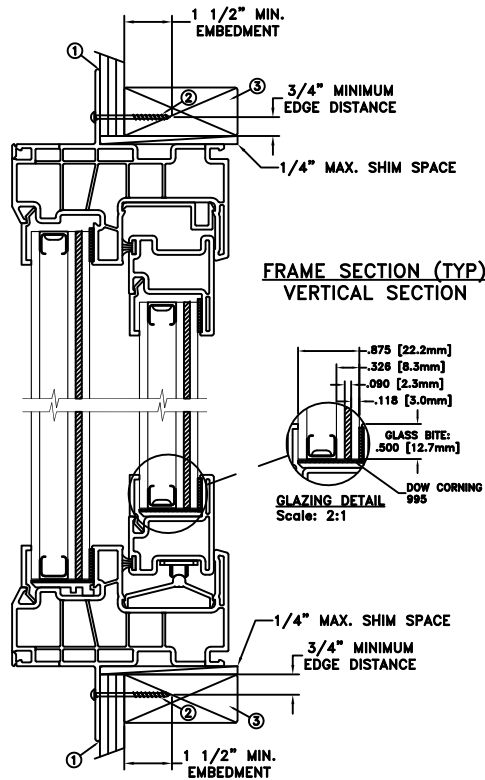 1 1/2" MIN.
EMBEDMENT
1
2
3
3/4" MINIMUM
EDGE DISTANCE
1/4" MAX. SHIM SPACE
FRAME SECTION (TYP)
VERTICAL SECTION
.875 [22.2mm]
.326 [8.3mm]
.090 [2.3mm]
.118 [3.0mm]
GLASS BITE:
.500 [12.7mm]
DOW CORNING
995
GLAZING DETAIL
Scale: 2:1
1/4" MAX. SHIM SPACE
3/4" MINIMUM
EDGE DISTANCE
2
3
1
1 1/2" MIN.
EMBEDMENT